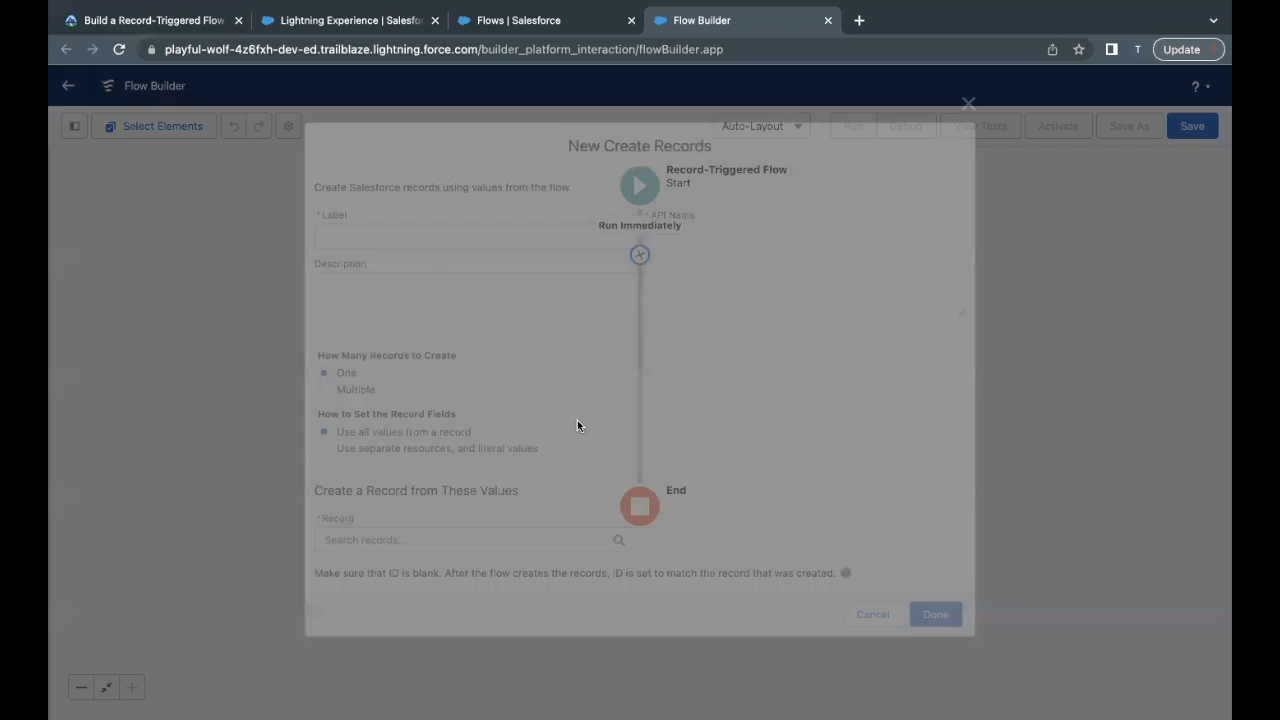 Build a Record-Triggered Flow
Lightning Experience | Salesfor
Flows | Salesforce
Flow Builder
playful-wolf-4z6fxh-dev-ed.trailblaze.lightning.force.com/builder_platform_interaction/flowBuilder.app
T
Update
Flow Builder
?
Select Elements
Auto-Layout
Run
Debug
View Tests
Activate
Save As
Save
New Create Records
Record-Triggered Flow
Start
Create Salesforce records using values from the flow.
* Label
* API Name
Run Immediately
Description
How Many Records to Create
One
Multiple
How to Set the Record Fields
Use all values from a record
Use separate resources, and literal values
Create a Record from These Values
End
* Record
Search records...
Make sure that ID is blank. After the flow creates the records, ID is set to match the record that was created.
Cancel
Done